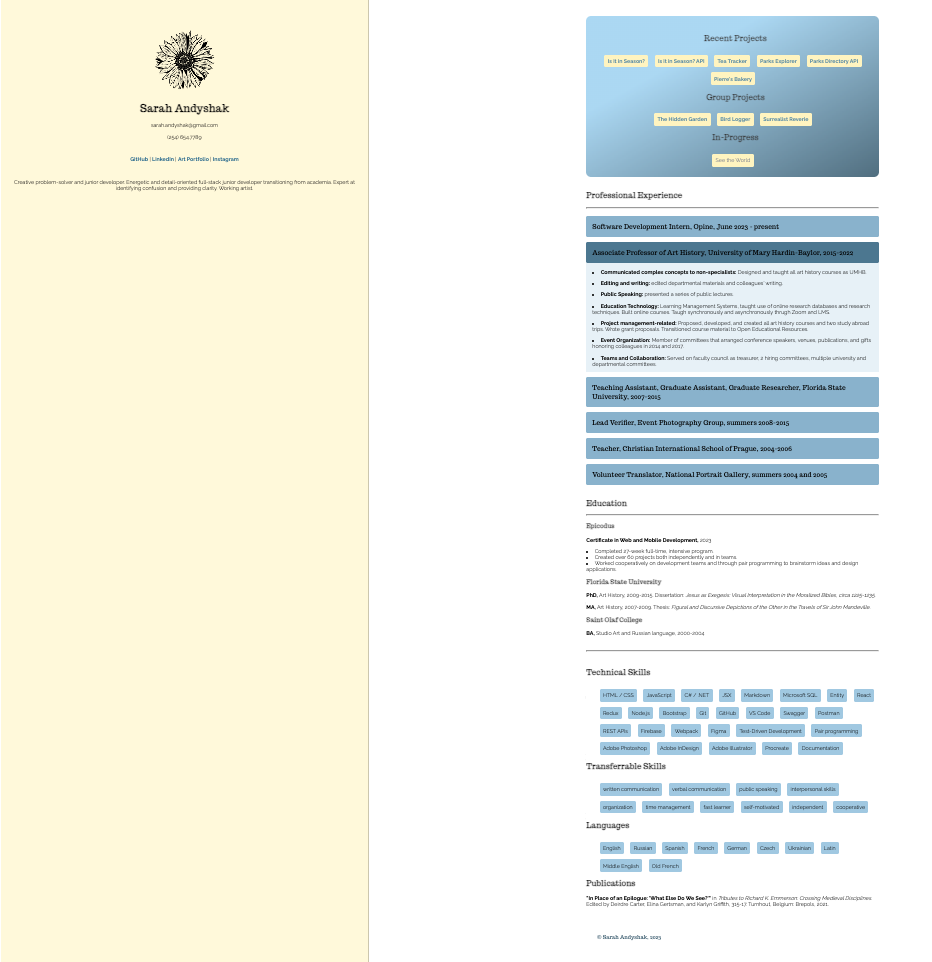 Sarah Andyshak
sarah.andyshak@gmail.com
(254) 654.7789
GitHub | LinkedIn | Art Portfolio | Instagram
Creative problem-solver and junior developer. Energetic and detail-oriented full-stack junior developer transitioning from academia. Expert at
identifying confusion and providing clarity. Working artist.
Recent Projects
Is It In Season? Is It In Season? API Tea Tracker Parks Explorer Parks Directory API
Pierre's Bakery
Group Projects
The Hidden Garden Bird Logger Surrealist Reverie
In-Progress
See the World
Professional Experience
Software Development Intern, Opine, June 2023 - present
Associate Professor of Art History, University of Mary Hardin-Baylor, 2015-2022
• Communicated complex concepts to non-specialists: Designed and taught all art history courses as UMHB.
• Editing and writing: edited departmental materials and colleagues' writing.
• Public Speaking: presented a series of public lectures.
• Education Technology: Learning Management Systems, taught use of online research databases and research
techniques. Built online courses. Taugh synchronously and asynchronously thrugh Zoom and LMS.
• Project management-related: Proposed, developed, and created all art history courses and two study abroad
trips. Wrote grant proposals. Transitioned course material to Open Educational Resources.
• Event Organization: Member of committees that arranged conference speakers, venues, publications, and gifts
honoring colleagues in 2014 and 2017.
• Teams and Collaboration: Served on faculty council as treasurer, 2 hiring committees, multiple university and
departmental committees
Teaching Assistant, Graduate Assistant, Graduate Researcher, Florida State
University, 2007-2015
Lead Verifier, Event Photography Group, summers 2008-2015
Teacher, Christian International School of Prague, 2004-2006
Volunteer Translator, National Portrait Gallery, summers 2004 and 2005
Education
Epicodus
Certificate in Web and Mobile Development, 2023
• Completed 27-week full-time, intensive program
• Created over 60 projects both independently and in teams
• Worked cooperatively on development teams and through pair programming to brainstorm ideas and design
applications
Florida State University
PhD, Art History, 2009-2015. Dissertation: Jesus as Exegesis: Visual Interpretation in the Moralized Bibles, circa 1225-1235
MA, Art History, 2007-2009. Thesis: Figural and Discursive Depictions of the Other in the Travels of Sir John Mandeville
Saint Olaf College
BA, Studio Art and Russian language, 2000-2004
Technical Skills
HTML / CSS JavaScript C# / .NET JSX Markdown Microsoft SQL Entity React
Redux Node.js Bootstrap Git GitHub VS Code Swagger Postman
REST APIs Firebase Webpack Figma Test-Driven Development Pair programming
Adobe Photoshop Adobe InDesign Adobe Illustrator Procreate Documentation
Transferrable Skills
written communication verbal communication public speaking interpersonal skills
organization time management fast learner self-motivated independent cooperative
Languages
English Russian Spanish French German Czech Ukrainian Latin
Middle English Old French
Publications
"In Place of an Epilogue: 'What Else Do We See?'" in Tributes to Richard K. Emmerson: Crossing Medieval Disciplines.
Edited by Deirdre Carter, Elina Gertsman, and Karlyn Griffith, 315-17. Turnhout, Belgium: Brepols, 2021.
© Sarah Andyshak, 2023